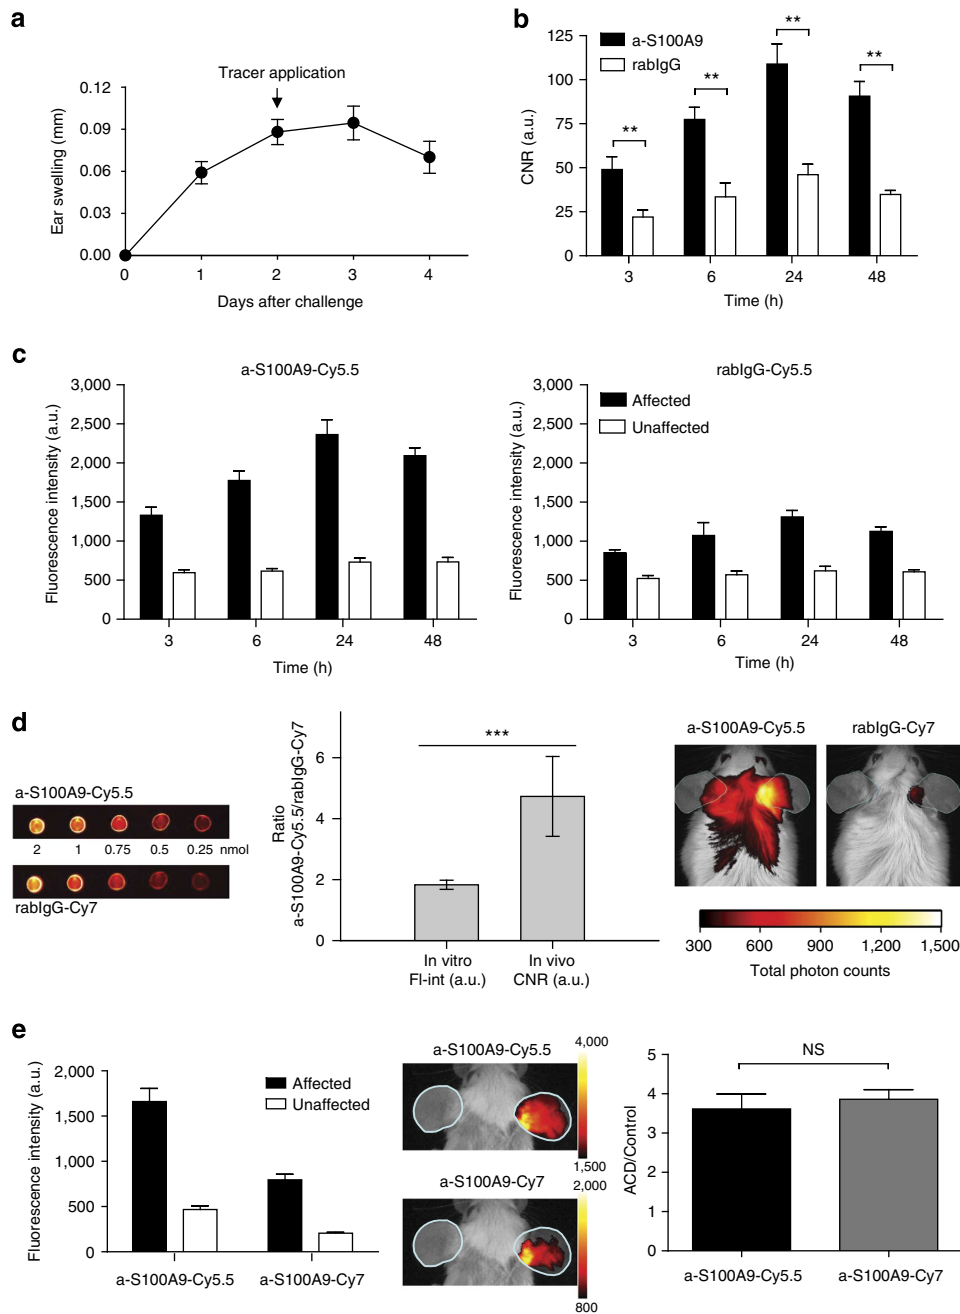 a
Tracer application
0.12
0.09
0.06
0.03
0.00
Ear swelling (mm)
0 1 2 3 4
Days after challenge
b
125
100
75
50
25
0
CNR (a.u.)
a-S100A9
rabIgG
** ** ** **
3 6 24 48
Time (h)
c
a-S100A9-Cy5.5
3,000
2,500
2,000
1,500
1,000
500
0
Fluorescence intensity (a.u.)
3 6 24 48
Time (h)
rabIgG-Cy5.5
3,000
2,500
2,000
1,500
1,000
500
0
Fluorescence intensity (a.u.)
Affected
Unaffected
3 6 24 48
Time (h)
d
a-S100A9-Cy5.5
2 1 0.75 0.5 0.25 nmol
rabIgG-Cy7
Ratio
a-S100A9-Cy5.5/rabIgG-Cy7
6
4
2
0
***
In vitro
Fl-int (a.u.)
In vivo
CNR (a.u.)
a-S100A9-Cy5.5
rabIgG-Cy7
300 600 900 1,200 1,500
Total photon counts
e
2,000
1,500
1,000
500
0
Fluorescence intensity (a.u.)
Affected
Unaffected
a-S100A9-Cy5.5 a-S100A9-Cy7
a-S100A9-Cy5.5
4,000
1,500
a-S100A9-Cy7
2,000
800
5
4
3
2
1
0
ACD/Control
NS
a-S100A9-Cy5.5 a-S100A9-Cy7